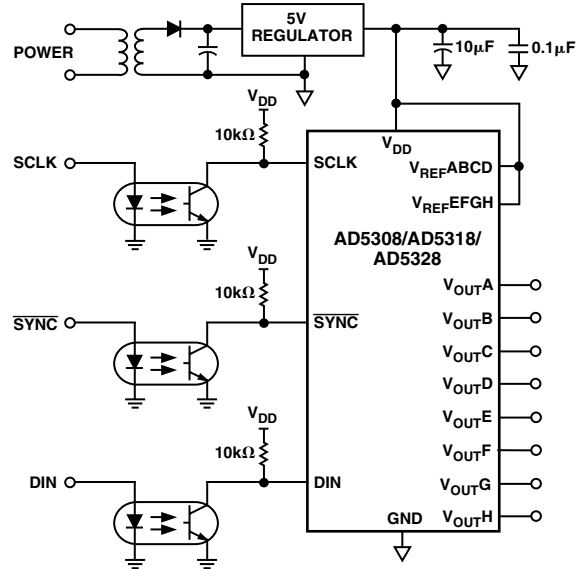 5V
REGULATOR
POWER
10μF
0.1μF
VDD
10kΩ
SCLK
SCLK
VDD
VREFABCD
VREFEFGH
AD5308/AD5318/
AD5328
VDD
10kΩ
SYNC
SYNC
VOUTA
VOUTB
VOUTC
VOUTD
VOUTE
VOUTF
VOUTG
VOUTH
VDD
10kΩ
DIN
DIN
GND